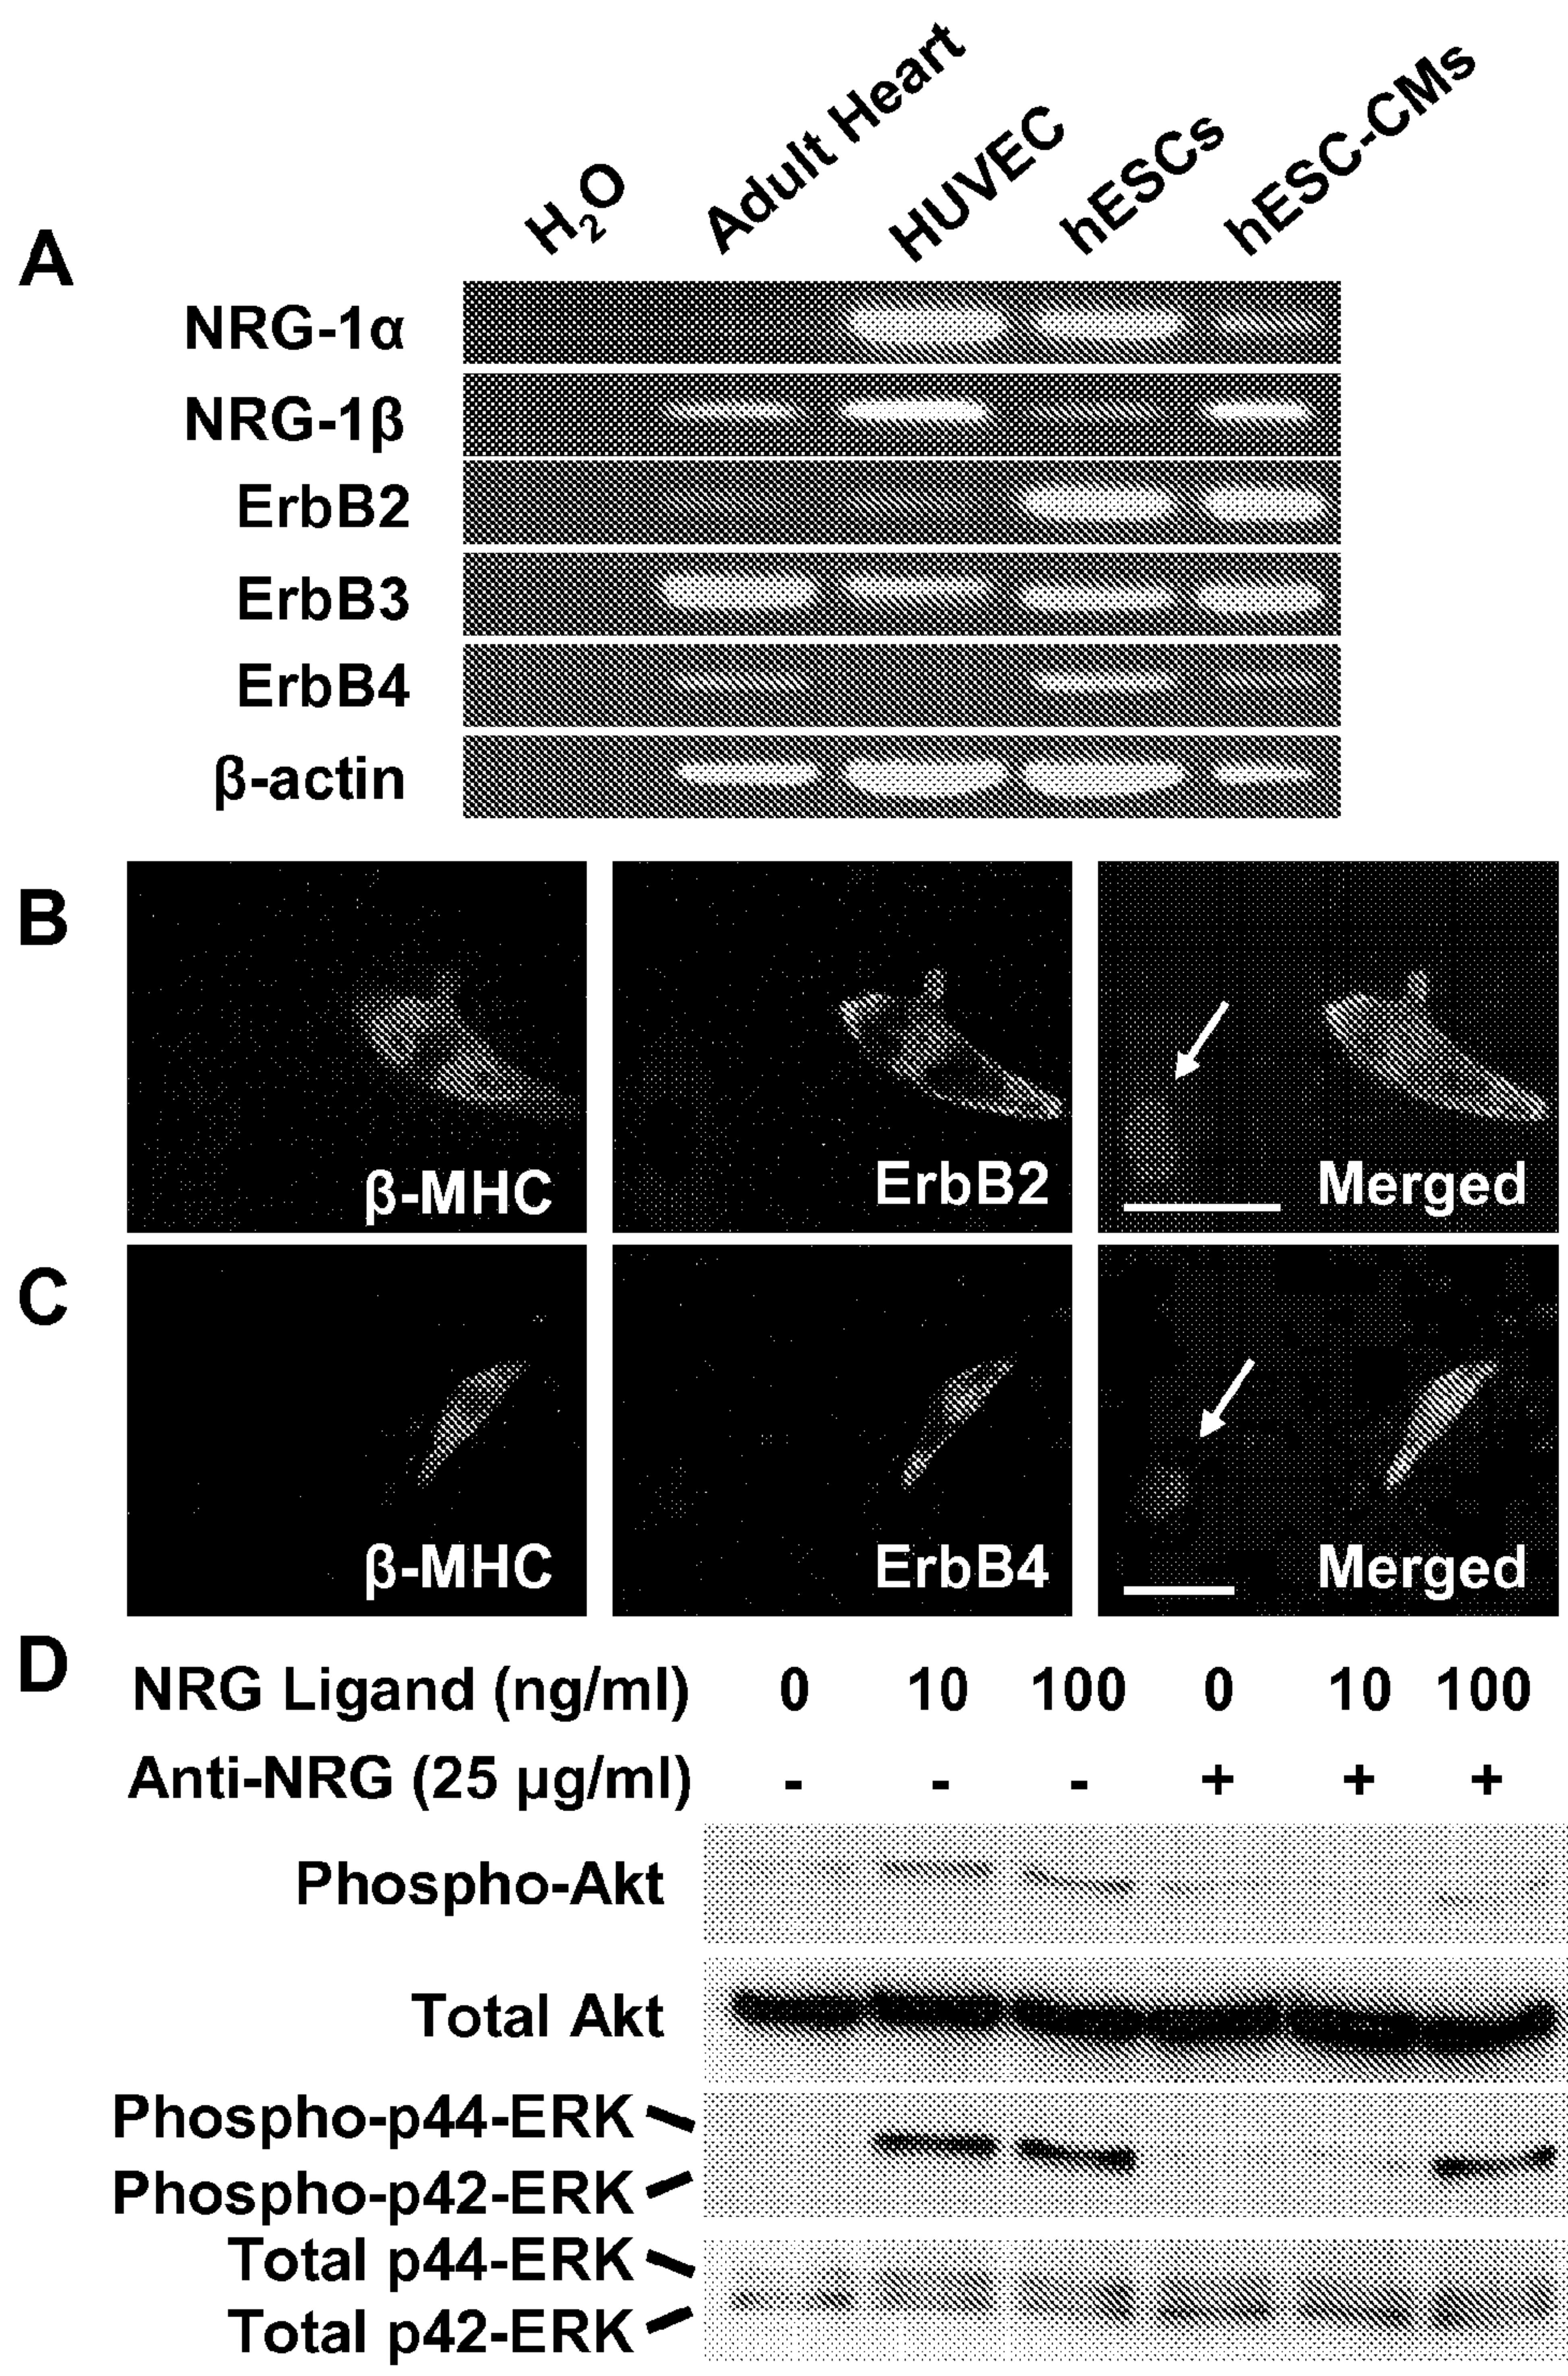 H₂O Adult Heart HUVEC hESCs hESC-CMs
A
NRG-1α
NRG-1β
ErbB2
ErbB3
ErbB4
β-actin
B
β-MHC ErbB2 Merged
C
β-MHC ErbB4 Merged
D
NRG Ligand (ng/ml) 0 10 100 0 10 100
Anti-NRG (25 μg/ml) - - - + + +
Phospho-Akt
Total Akt
Phospho-p44-ERK
Phospho-p42-ERK
Total p44-ERK
Total p42-ERK